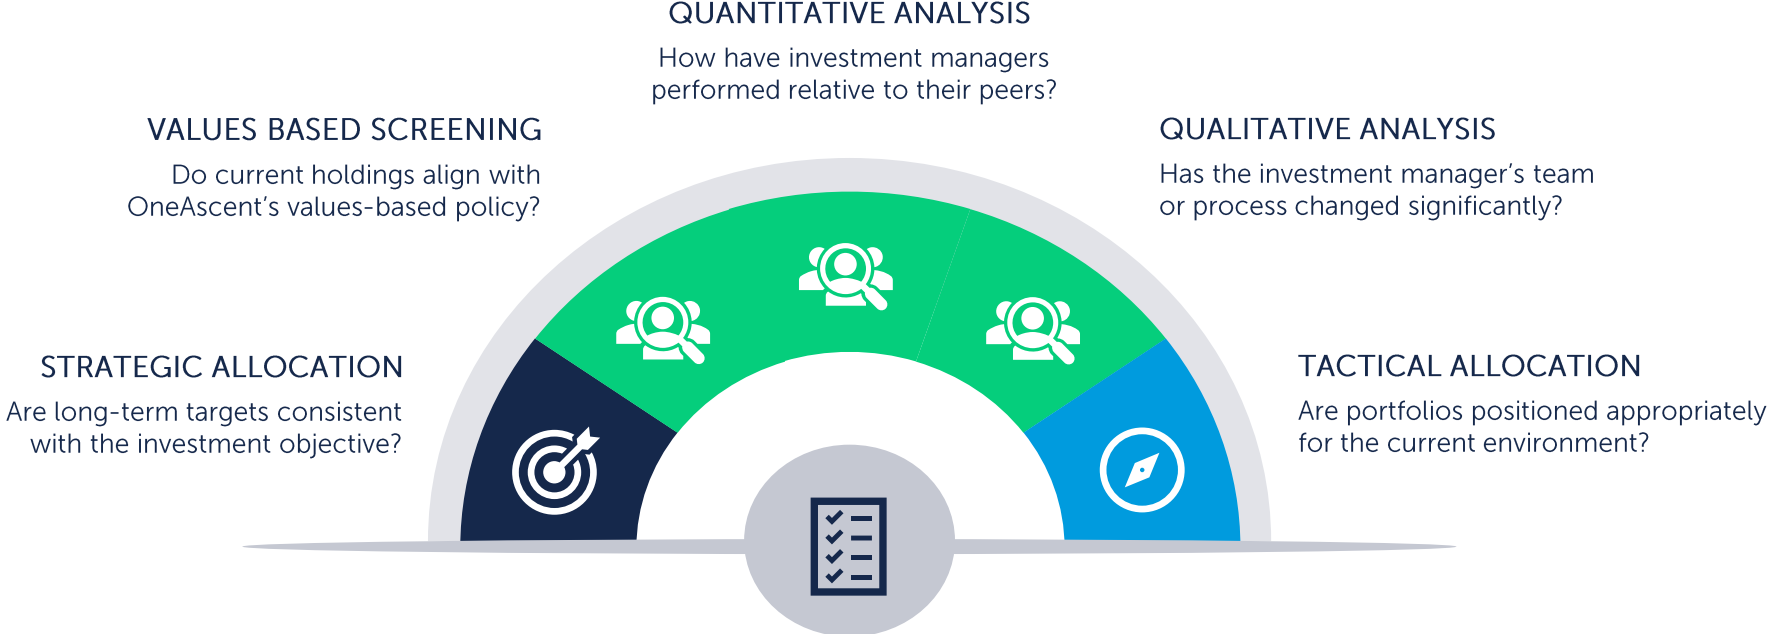 QUANTITATIVE ANALYSIS
How have investment managers
performed relative to their peers?
VALUES BASED SCREENING
Do current holdings align with
OneAscent's values-based policy?
QUALITATIVE ANALYSIS
Has the investment manager's team
or process changed significantly?
STRATEGIC ALLOCATION
Are long-term targets consistent
with the investment objective?
TACTICAL ALLOCATION
Are portfolios positioned appropriately
for the current environment?